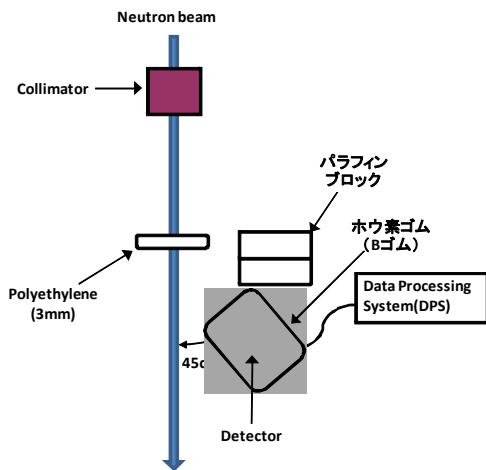 Neutron beam
Collimator
パラフィン
ブロック
ホウ素ゴム
（Bゴム）
Polyethylene
(3mm)
Data Processing
System(DPS)
45c
Detector